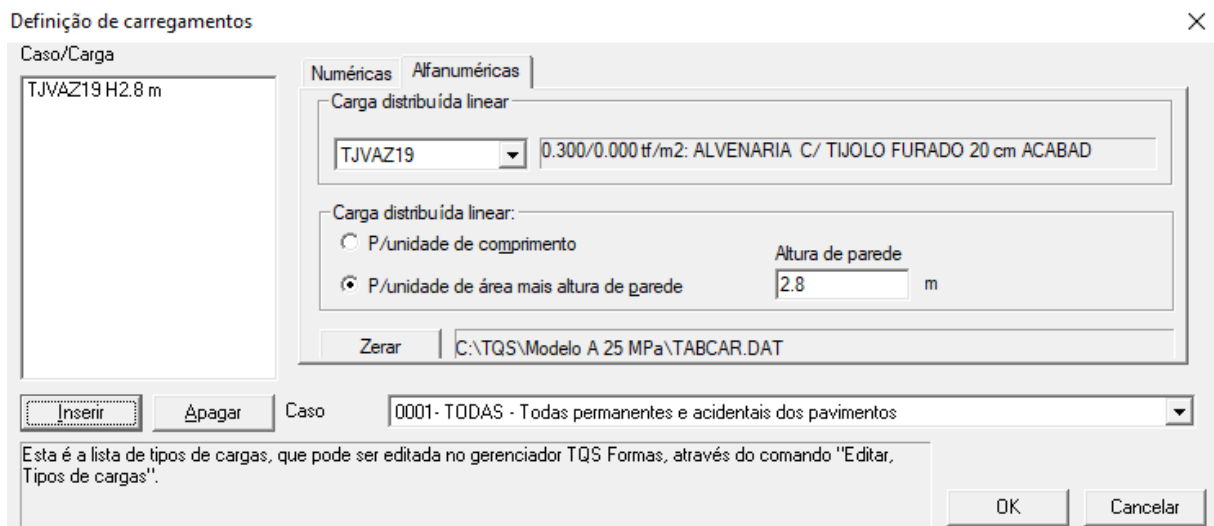 Definição de carregamentos
Caso/Carga
TJVAZ19 H2.8 m
Numéricas Alfanuméricas
Carga distribuída linear
TJVAZ19 0.300/0.000 tf/m2: ALVENARIA C/ TIJOLO FURADO 20 cm ACABAD
Carga distribuída linear:
P/unidade de comprimento
P/unidade de área mais altura de parede
Altura de parede
2.8 m
Zerar C:\TQS\Modelo A 25 MPa\TABCAR.DAT
Inserir Apagar Caso 0001- TODAS - Todas permanentes e acidentais dos pavimentos
Esta é a lista de tipos de cargas, que pode ser editada no gerenciador TQS Formas, através do comando "Editar,
Tipos de cargas".
OK Cancelar